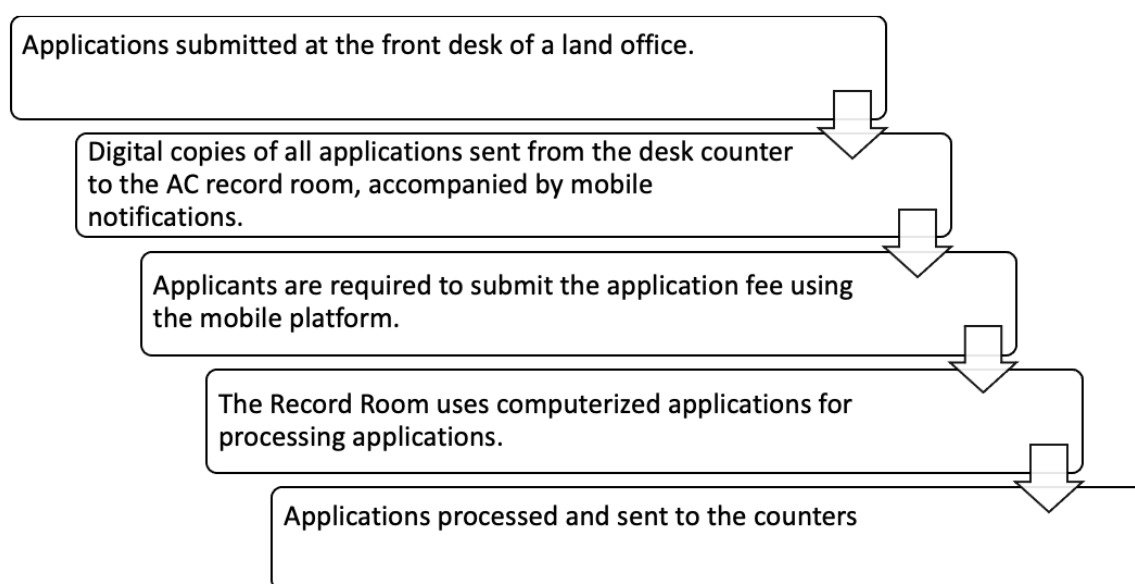 Applications submitted at the front desk of a land office.
Digital copies of all applications sent from the desk counter
to the AC record room, accompanied by mobile
notifications.
Applicants are required to submit the application fee using
the mobile platform.
The Record Room uses computerized applications for
processing applications.
Applications processed and sent to the counters